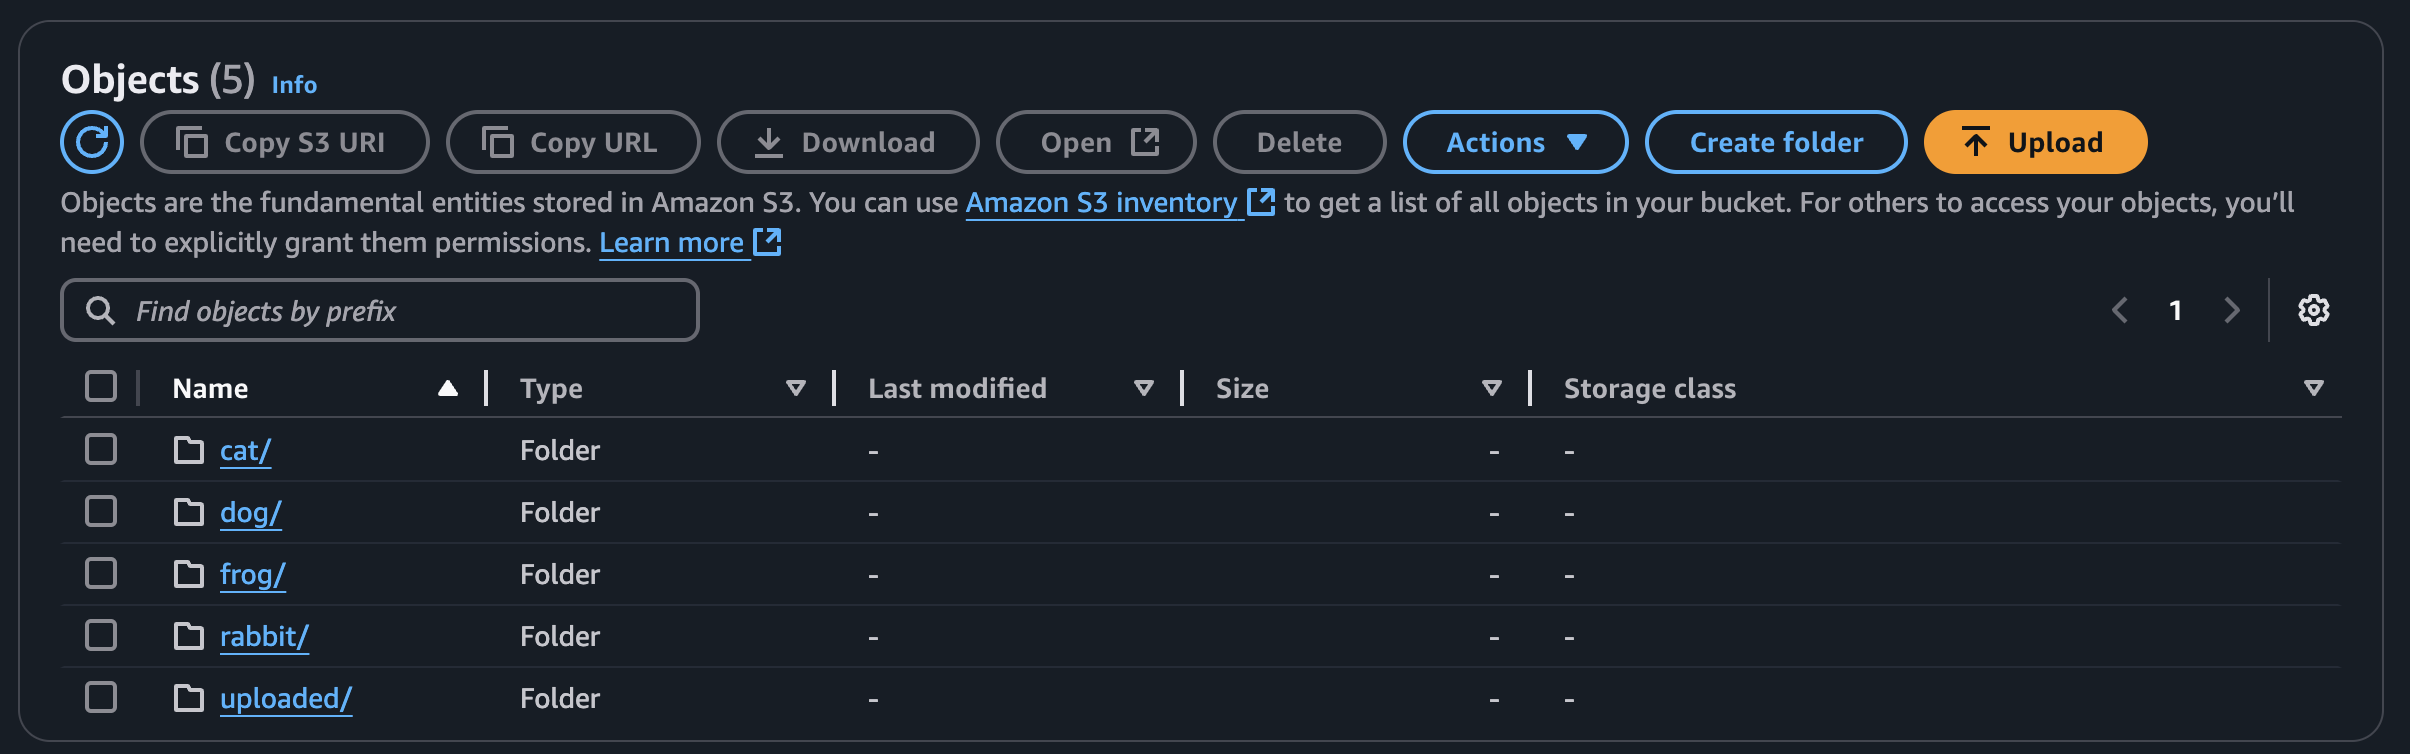 Objects (5) Info
Copy S3 URI Copy URL Download Open Delete Actions Create folder Upload
Objects are the fundamental entities stored in Amazon S3. You can use Amazon S3 inventory to get a list of all objects in your bucket. For others to access your objects, you’ll
need to explicitly grant them permissions. Learn more
Find objects by prefix 1
Name Type Last modified Size Storage class
cat/ Folder - - -
dog/ Folder - - -
frog/ Folder - - -
rabbit/ Folder - - -
uploaded/ Folder - - -